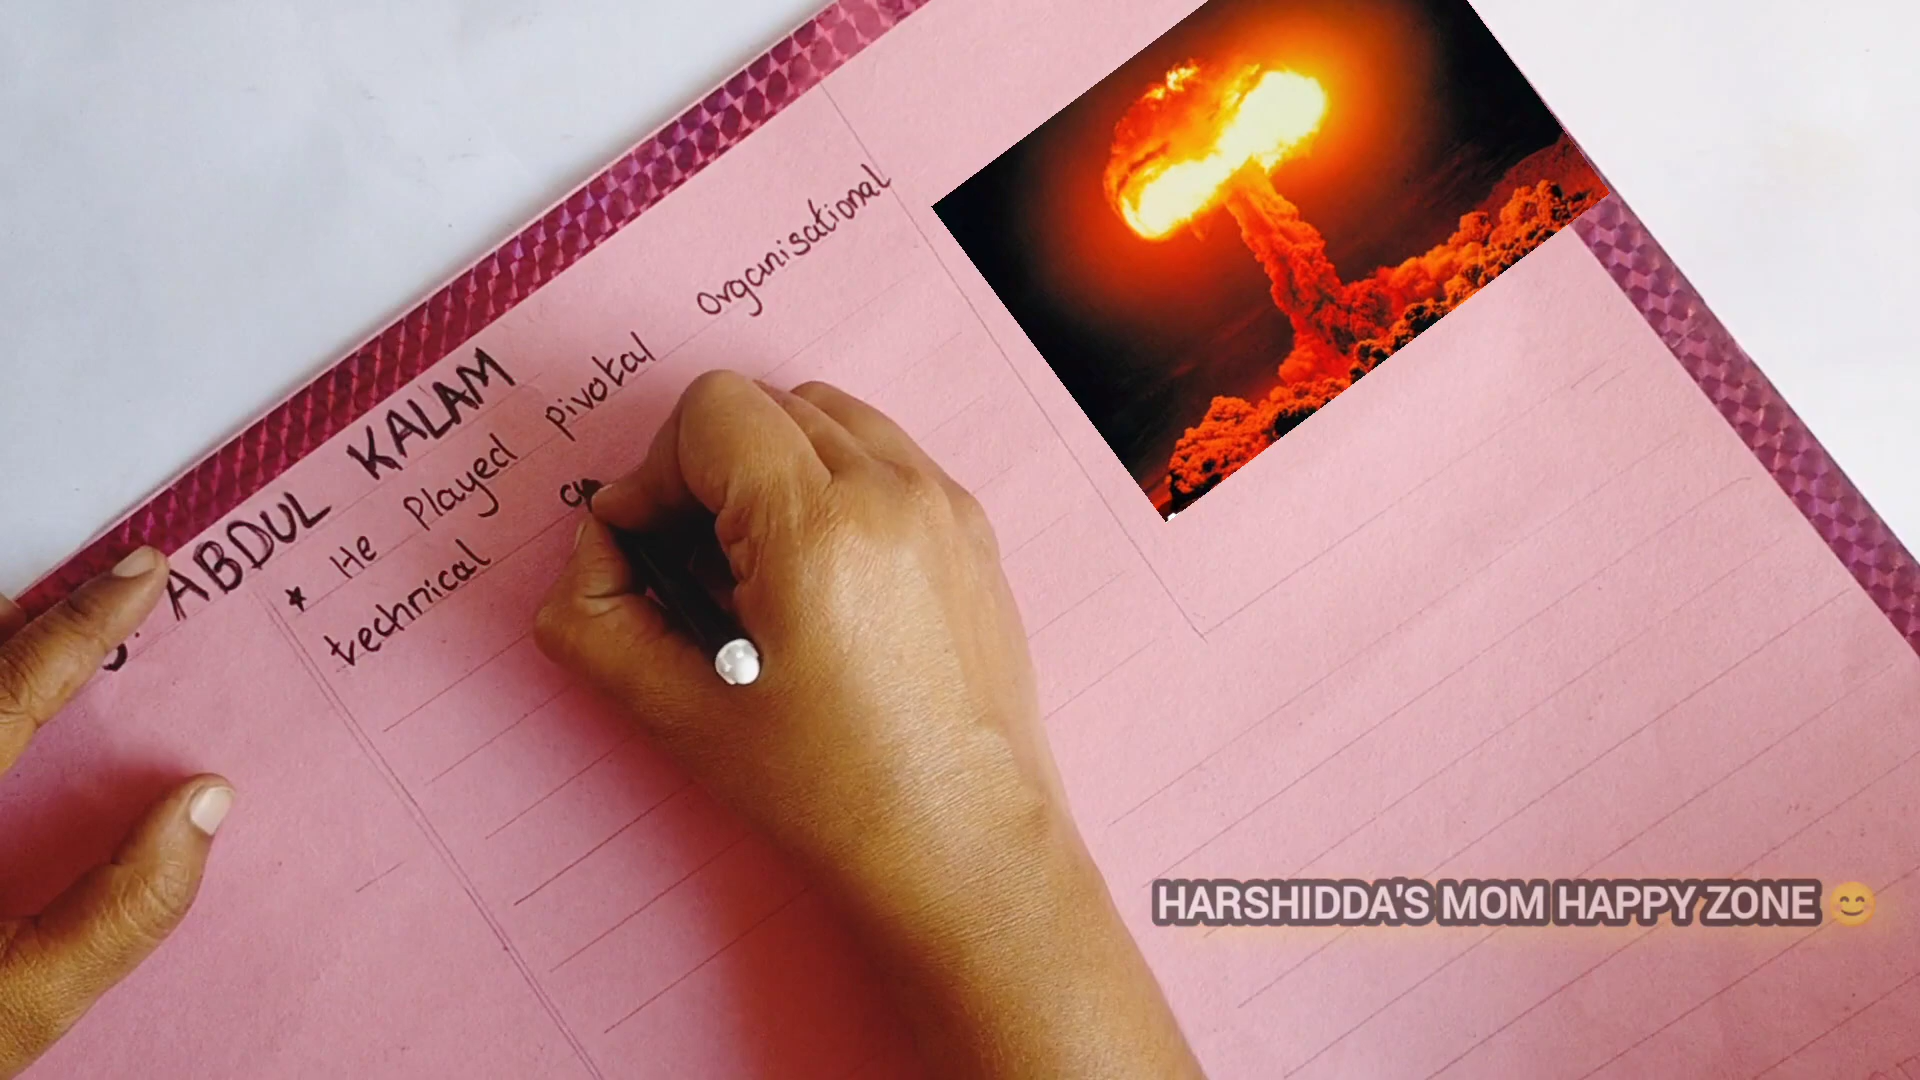 ABDUL KALAM
* He Played pivotal Organisational
technical
HARSHIDDA'S MOM HAPPY ZONE 😊